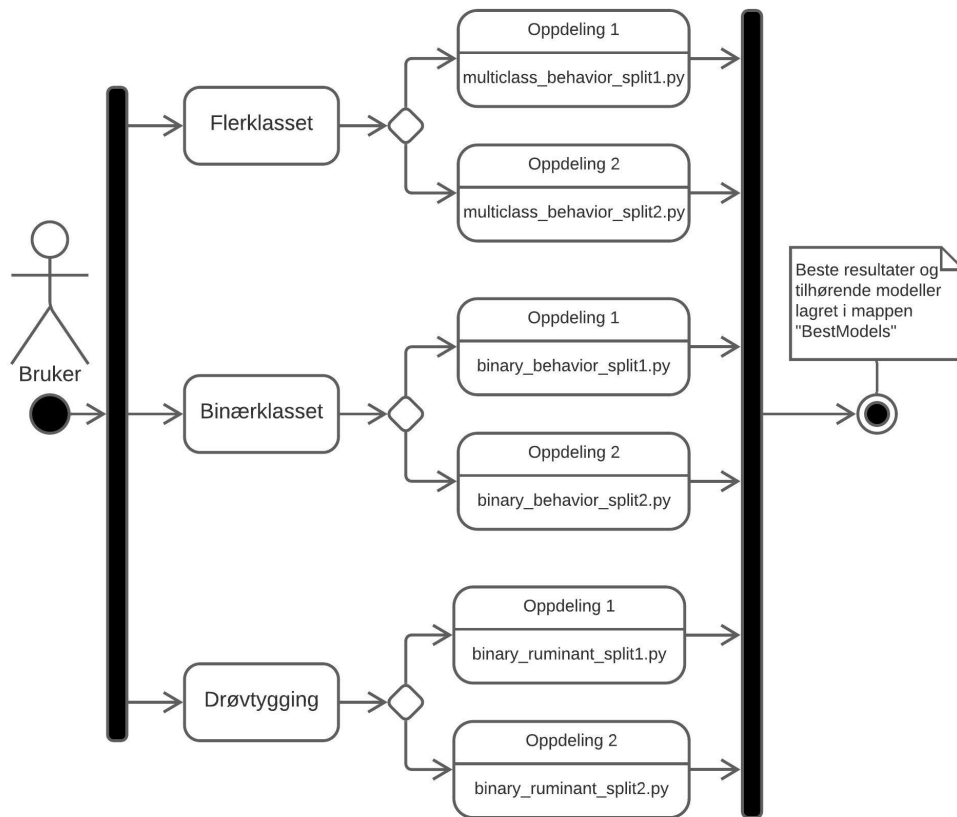 Oppdeling 1
multiclass_behavior_split1.py
Flerklasset
Oppdeling 2
multiclass_behavior_split2.py
Bruker
Oppdeling 1
binary_behavior_split1.py
Binærklasset
Oppdeling 2
binary_behavior_split2.py
Beste resultater og
tilhørende modeller
lagret i mappen
"BestModels"
Oppdeling 1
binary_ruminant_split1.py
Drøvtygging
Oppdeling 2
binary_ruminant_split2.py